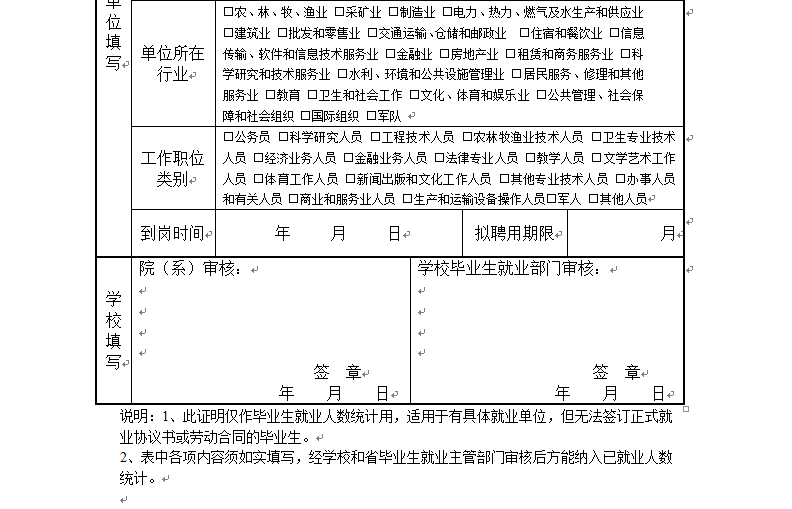 单位填写
单位所在行业
□农、林、牧、渔业 □采矿业 □制造业 □电力、热力、燃气及水生产和供应业
□建筑业 □批发和零售业 □交通运输、仓储和邮政业 □住宿和餐饮业 □信息
传输、软件和信息技术服务业 □金融业 □房地产业 □租赁和商务服务业 □科
学研究和技术服务业 □水利、环境和公共设施管理业 □居民服务、修理和其他
服务业 □教育 □卫生和社会工作 □文化、体育和娱乐业 □公共管理、社会保
障和社会组织 □国际组织 □军队
工作职位类别
□公务员 □科学研究人员 □工程技术人员 □农林牧渔业技术人员 □卫生专业技术
人员 □经济业务人员 □金融业务人员 □法律专业人员 □教学人员 □文学艺术工作
人员 □体育工作人员 □新闻出版和文化工作人员 □其他专业技术人员 □办事人员
和有关人员 □商业和服务业人员 □生产和运输设备操作人员□军人 □其他人员
到岗时间 年 月 日 拟聘用期限 月
学校填写
院（系）审核：
签 章
年 月 日
学校毕业生就业部门审核：
签 章
年 月 日
说明：1、此证明仅作毕业生就业人数统计用，适用于有具体就业单位，但无法签订正式就
业协议书或劳动合同的毕业生。
2、表中各项内容须如实填写，经学校和省毕业生就业主管部门审核后方能纳入已就业人数
统计。